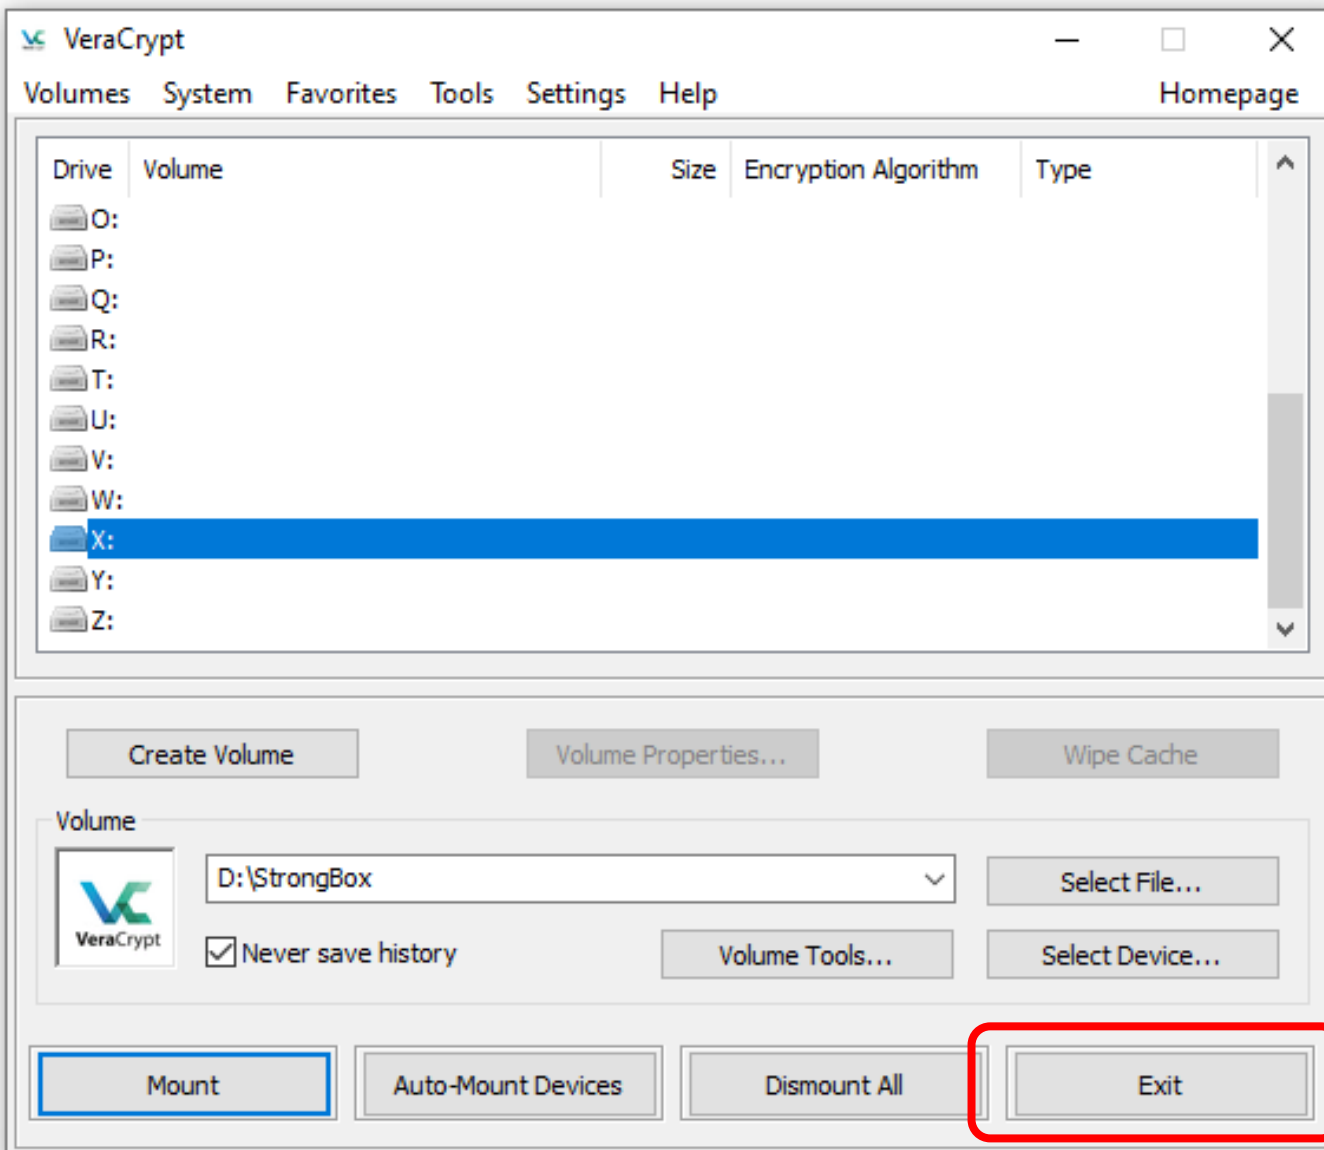 VeraCrypt
Volumes System Favorites Tools Settings Help Homepage
Drive Volume Size Encryption Algorithm Type
O:
P:
Q:
R:
T:
U:
V:
W:
X:
Y:
Z:
Create Volume Volume Properties... Wipe Cache
Volume
D:\StrongBox Select File...
VeraCrypt
Never save history Volume Tools... Select Device...
Mount Auto-Mount Devices Dismount All Exit